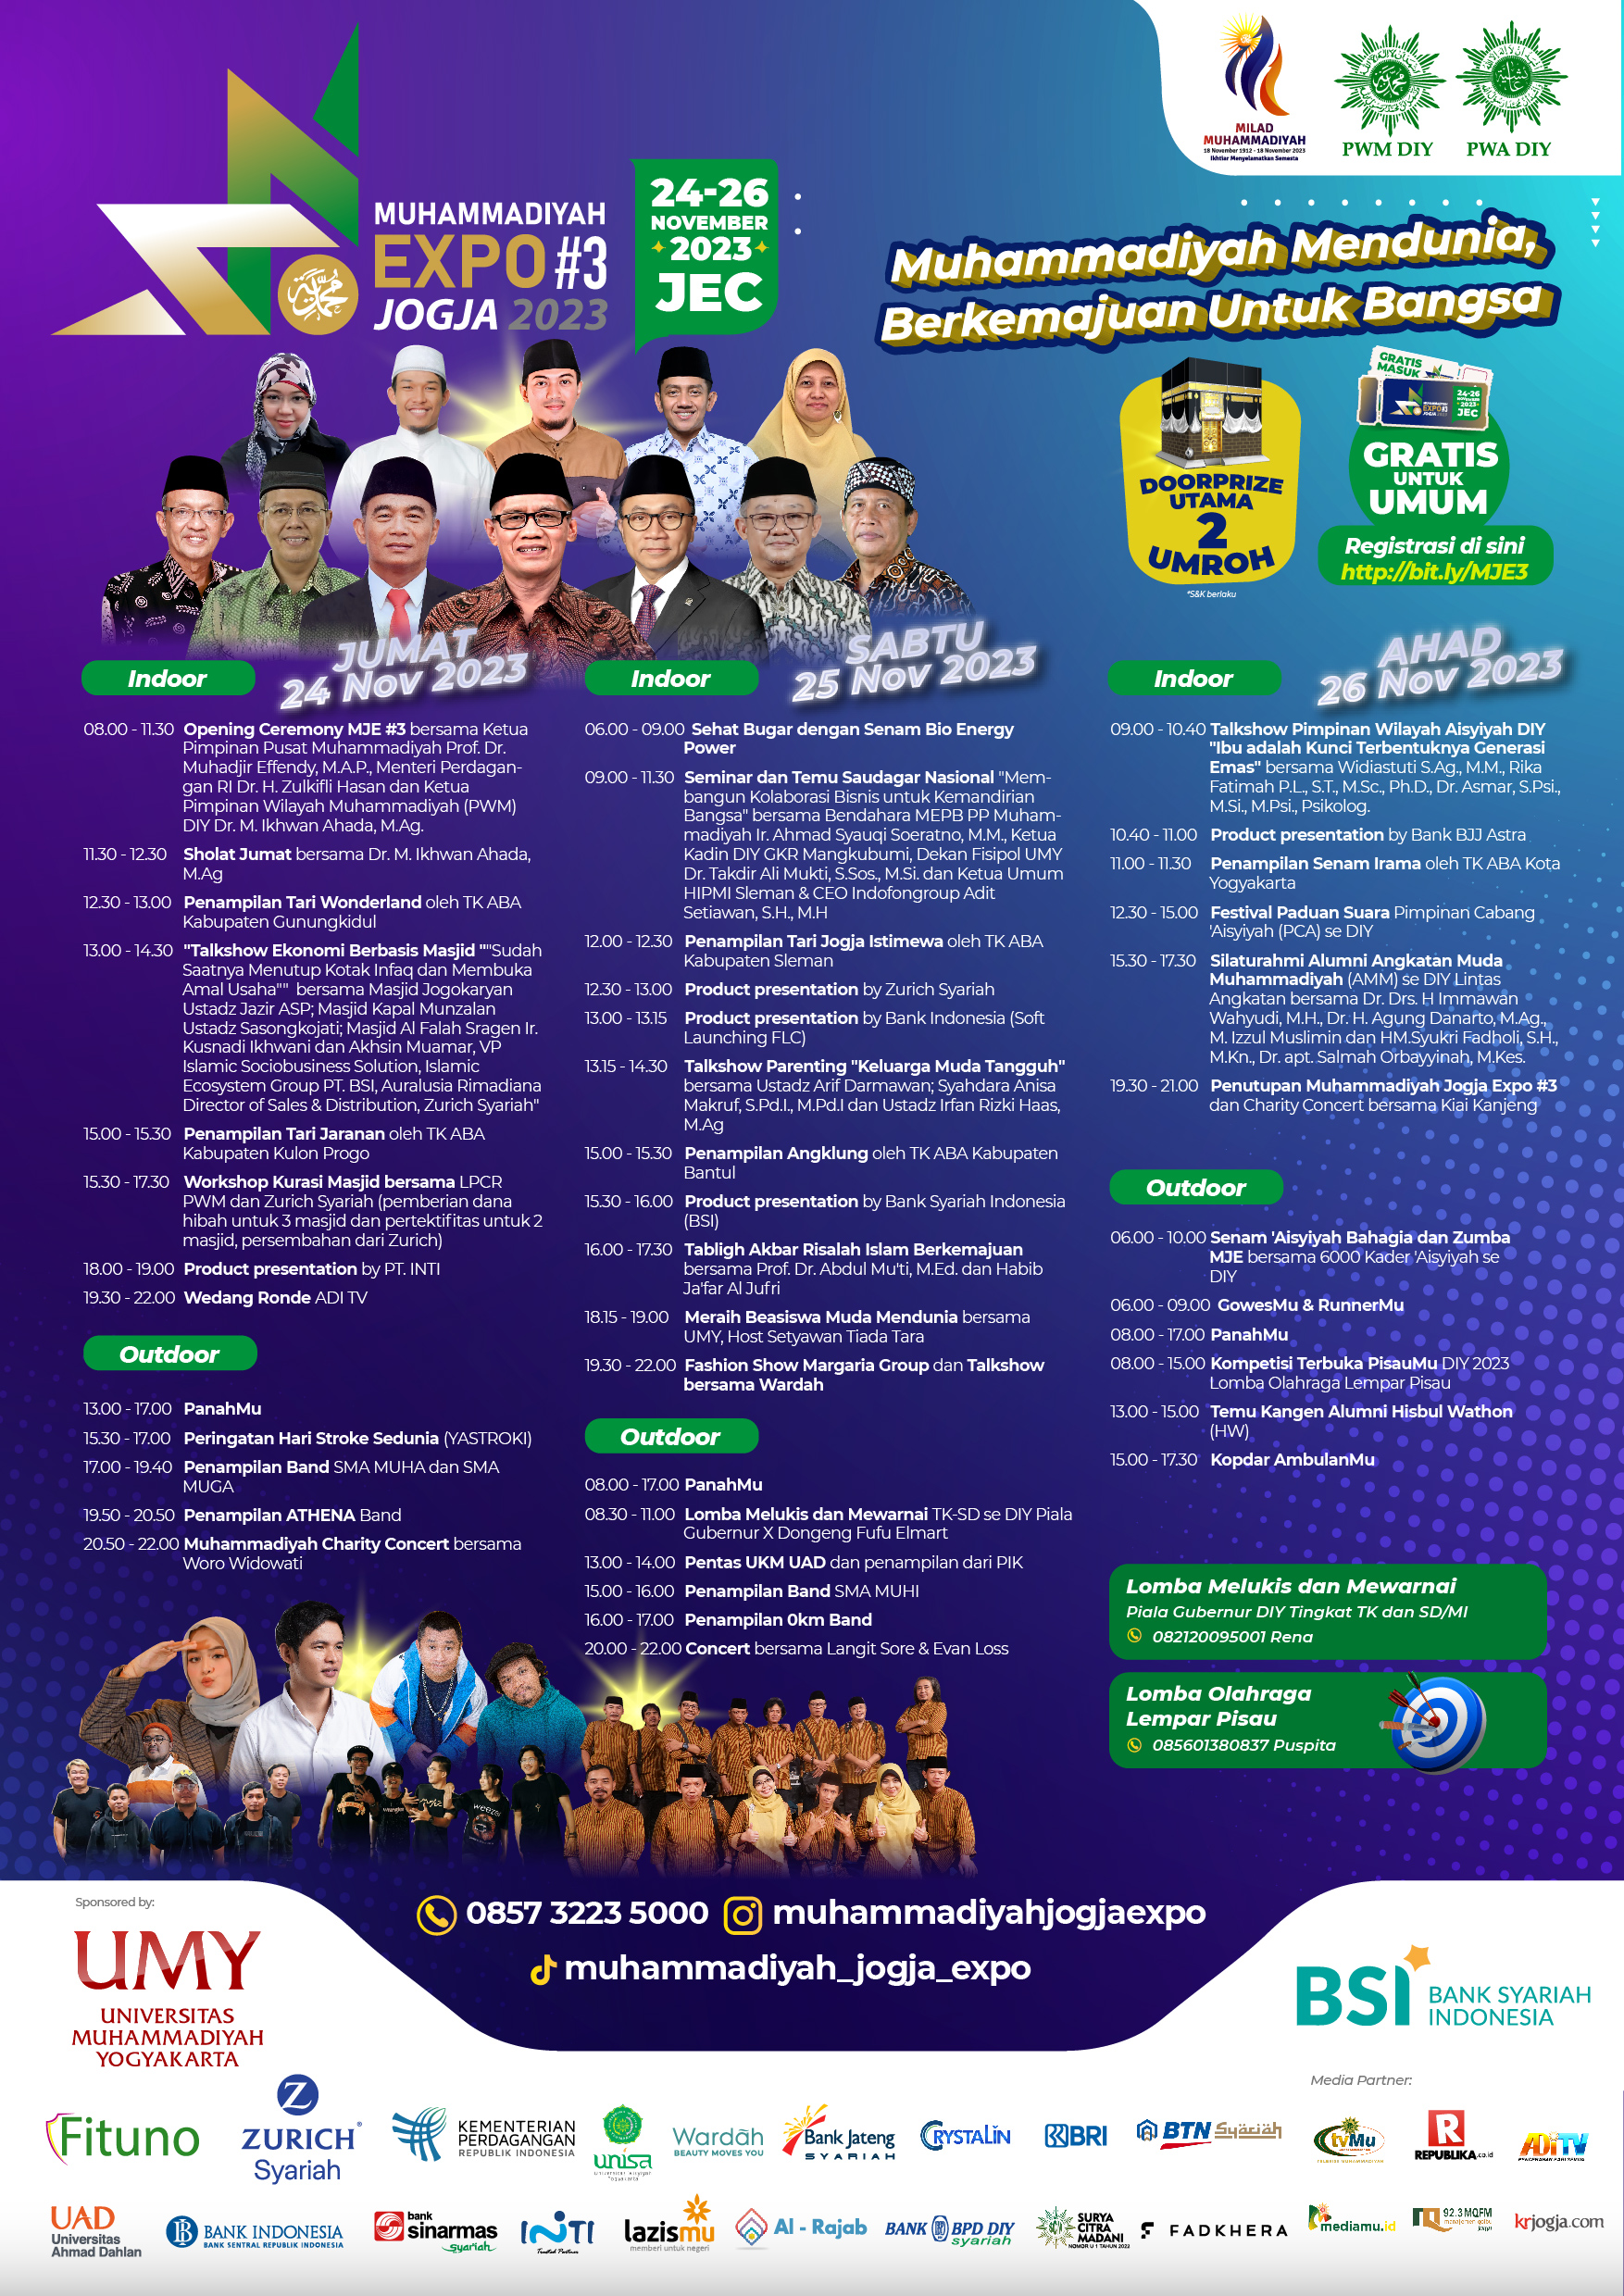 MILAD
MUHAMMADIYAH
18 November 1912 - 18 November 2023
Ikhtiar Menyelamatkan Semesta
PWM DIY
PWA DIY
MUHAMMADIYAH
EXPO #3
JOGJA 2023
24-26
NOVEMBER
2023
JEC
Muhammadiyah Mendunia,
Berkemajuan Untuk Bangsa
DOORPRIZE
UTAMA
2
UMROH
*S&K berlaku
GRATIS
MASUK
MUHAMMADIYAH
EXPO #3
JOGJA 2023
24-26
NOVEMBER
2023
JEC
GRATIS
UNTUK
UMUM
Registrasi di sini
http://bit.ly/MJE3
JUMAT
24 Nov 2023
Indoor
08.00 - 11.30 Opening Ceremony MJE #3 bersama Ketua
Pimpinan Pusat Muhammadiyah Prof. Dr.
Muhadjir Effendy, M.A.P., Menteri Perdagan-
gan RI Dr. H. Zulkifli Hasan dan Ketua
Pimpinan Wilayah Muhammadiyah (PWM)
DIY Dr. M. Ikhwan Ahada, M.Ag.
11.30 - 12.30 Sholat Jumat bersama Dr. M. Ikhwan Ahada,
M.Ag
12.30 - 13.00 Penampilan Tari Wonderland oleh TK ABA
Kabupaten Gunungkidul
13.00 - 14.30 "Talkshow Ekonomi Berbasis Masjid ""Sudah
Saatnya Menutup Kotak Infaq dan Membuka
Amal Usaha"" bersama Masjid Jogokaryan
Ustadz Jazir ASP; Masjid Kapal Munzalan
Ustadz Sasongkojati; Masjid Al Falah Sragen Ir.
Kusnadi Ikhwani dan Akhsin Muamar, VP
Islamic Sociobusiness Solution, Islamic
Ecosystem Group PT. BSI, Auralusia Rimadiana
Director of Sales & Distribution, Zurich Syariah"
15.00 - 15.30 Penampilan Tari Jaranan oleh TK ABA
Kabupaten Kulon Progo
15.30 - 17.30 Workshop Kurasi Masjid bersama LPCR
PWM dan Zurich Syariah (pemberian dana
hibah untuk 3 masjid dan pertektifitas untuk 2
masjid, persembahan dari Zurich)
18.00 - 19.00 Product presentation by PT. INTI
19.30 - 22.00 Wedang Ronde ADI TV
Outdoor
13.00 - 17.00 PanahMu
15.30 - 17.00 Peringatan Hari Stroke Sedunia (YASTROKI)
17.00 - 19.40 Penampilan Band SMA MUHA dan SMA
MUGA
19.50 - 20.50 Penampilan ATHENA Band
20.50 - 22.00 Muhammadiyah Charity Concert bersama
Woro Widowati
SABTU
25 Nov 2023
Indoor
06.00 - 09.00 Sehat Bugar dengan Senam Bio Energy
Power
09.00 - 11.30 Seminar dan Temu Saudagar Nasional "Mem-
bangun Kolaborasi Bisnis untuk Kemandirian
Bangsa" bersama Bendahara MEPB PP Muham-
madiyah Ir. Ahmad Syauqi Soeratno, M.M., Ketua
Kadin DIY GKR Mangkubumi, Dekan Fisipol UMY
Dr. Takdir Ali Mukti, S.Sos., M.Si. dan Ketua Umum
HIPMI Sleman & CEO Indofongroup Adit
Setiawan, S.H., M.H
12.00 - 12.30 Penampilan Tari Jogja Istimewa oleh TK ABA
Kabupaten Sleman
12.30 - 13.00 Product presentation by Zurich Syariah
13.00 - 13.15 Product presentation by Bank Indonesia (Soft
Launching FLC)
13.15 - 14.30 Talkshow Parenting "Keluarga Muda Tangguh"
bersama Ustadz Arif Darmawan; Syahdara Anisa
Makruf, S.Pd.I., M.Pd.I dan Ustadz Irfan Rizki Haas,
M.Ag
15.00 - 15.30 Penampilan Angklung oleh TK ABA Kabupaten
Bantul
15.30 - 16.00 Product presentation by Bank Syariah Indonesia
(BSI)
16.00 - 17.30 Tabligh Akbar Risalah Islam Berkemajuan
bersama Prof. Dr. Abdul Mu'ti, M.Ed. dan Habib
Ja'far Al Jufri
18.15 - 19.00 Meraih Beasiswa Muda Mendunia bersama
UMY, Host Setyawan Tiada Tara
19.30 - 22.00 Fashion Show Margaria Group dan Talkshow
bersama Wardah
Outdoor
08.00 - 17.00 PanahMu
08.30 - 11.00 Lomba Melukis dan Mewarnai TK-SD se DIY Piala
Gubernur X Dongeng Fufu Elmart
13.00 - 14.00 Pentas UKM UAD dan penampilan dari PIK
15.00 - 16.00 Penampilan Band SMA MUHI
16.00 - 17.00 Penampilan 0km Band
20.00 - 22.00 Concert bersama Langit Sore & Evan Loss
AHAD
26 Nov 2023
Indoor
09.00 - 10.40 Talkshow Pimpinan Wilayah Aisyiyah DIY
"Ibu adalah Kunci Terbentuknya Generasi
Emas" bersama Widiastuti S.Ag., M.M., Rika
Fatimah P.L., S.T., M.Sc., Ph.D., Dr. Asmar, S.Psi.,
M.Si., M.Psi., Psikolog.
10.40 - 11.00 Product presentation by Bank BJJ Astra
11.00 - 11.30 Penampilan Senam Irama oleh TK ABA Kota
Yogyakarta
12.30 - 15.00 Festival Paduan Suara Pimpinan Cabang
'Aisyiyah (PCA) se DIY
15.30 - 17.30 Silaturahmi Alumni Angkatan Muda
Muhammadiyah (AMM) se DIY Lintas
Angkatan bersama Dr. Drs. H Immawan
Wahyudi, M.H., Dr. H. Agung Danarto, M.Ag.,
M. Izzul Muslimin dan HM.Syukri Fadholi, S.H.,
M.Kn., Dr. apt. Salmah Orbayyinah, M.Kes.
19.30 - 21.00 Penutupan Muhammadiyah Jogja Expo #3
dan Charity Concert bersama Kiai Kanjeng
Outdoor
06.00 - 10.00 Senam 'Aisyiyah Bahagia dan Zumba
MJE bersama 6000 Kader 'Aisyiyah se
DIY
06.00 - 09.00 GowesMu & RunnerMu
08.00 - 17.00 PanahMu
08.00 - 15.00 Kompetisi Terbuka PisauMu DIY 2023
Lomba Olahraga Lempar Pisau
13.00 - 15.00 Temu Kangen Alumni Hisbul Wathon
(HW)
15.00 - 17.30 Kopdar AmbulanMu
Lomba Melukis dan Mewarnai
Piala Gubernur DIY Tingkat TK dan SD/MI
082120095001 Rena
Lomba Olahraga
Lempar Pisau
085601380837 Puspita
0857 3223 5000 muhammadiyahjogjaexpo
muhammadiyah_jogja_expo
Sponsored by:
UMY
UNIVERSITAS
MUHAMMADIYAH
YOGYAKARTA
BSI BANK SYARIAH
INDONESIA
Media Partner:
Fituno
Z
ZURICH
Syariah
KEMENTERIAN
PERDAGANGAN
REPUBLIK INDONESIA
unisa
Wardah
BEAUTY MOVES YOU
Bank Jateng
SYARIAH
CRYSTALIN
BRI
BTN Syariah
tvMu
R
REPUBLIKA.co.id
ADiTV
UAD
Universitas
Ahmad Dahlan
BANK INDONESIA
BANK SENTRAL REPUBLIK INDONESIA
bank
sinarmas
syariah
INTI
Trusted Partner
lazismu
memberi untuk negeri
Al - Rajab
BANK BPD DIY
syariah
SURYA
CITRA
MADANI
NOMOR U 1 TAHUN 2022
FADKHERA
mediamu.id
92.3 MQFM
jogja
krjogja.com